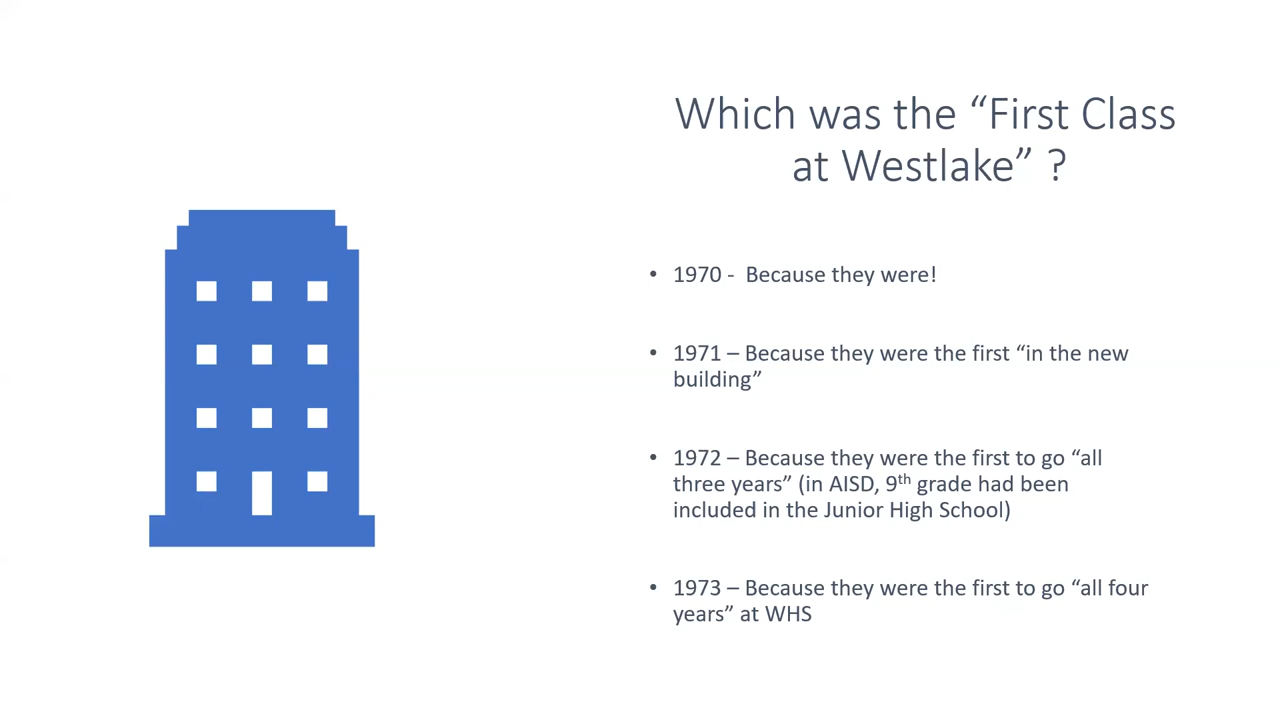 Which was the “First Class
at Westlake” ?
• 1970 -  Because they were!
• 1971 – Because they were the first “in the new
building”
• 1972 – Because they were the first to go “all
three years” (in AISD, 9th grade had been
included in the Junior High School)
• 1973 – Because they were the first to go “all four
years” at WHS